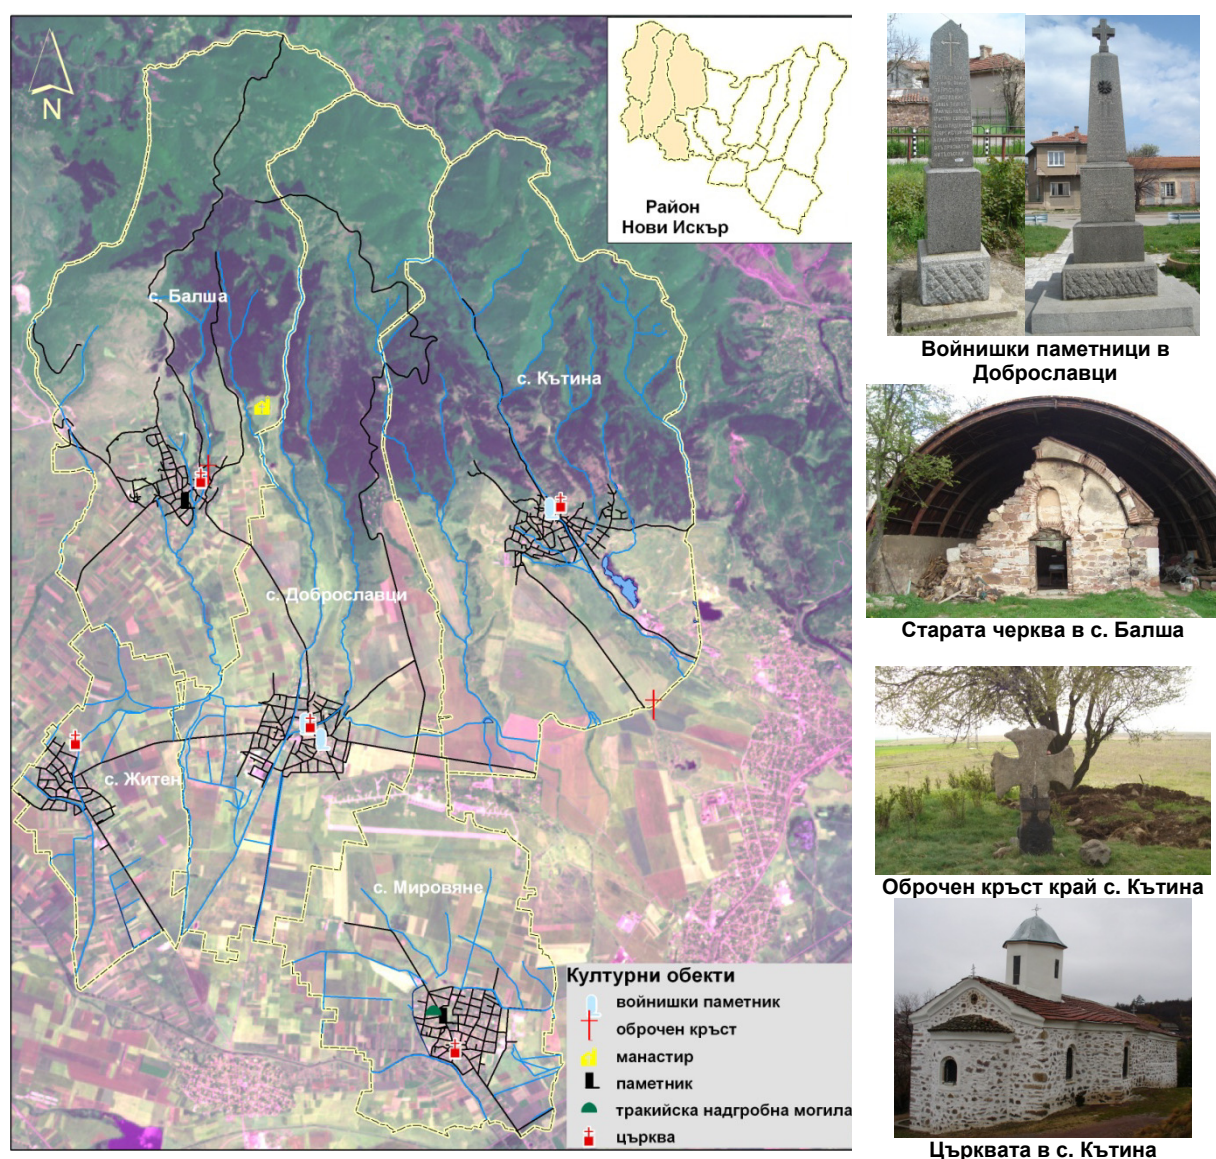 N
Район
Нови Искър
с. Балша
с. Кътина
с. Доброславци
с. Житен
с. Мировяне
Културни обекти
войнишки паметник
оброчен кръст
манастир
паметник
тракийска надгробна могила
църква
Войнишки паметници в
Доброславци
Старата черква в с. Балша
Оброчен кръст край с. Кътина
Църквата в с. Кътина